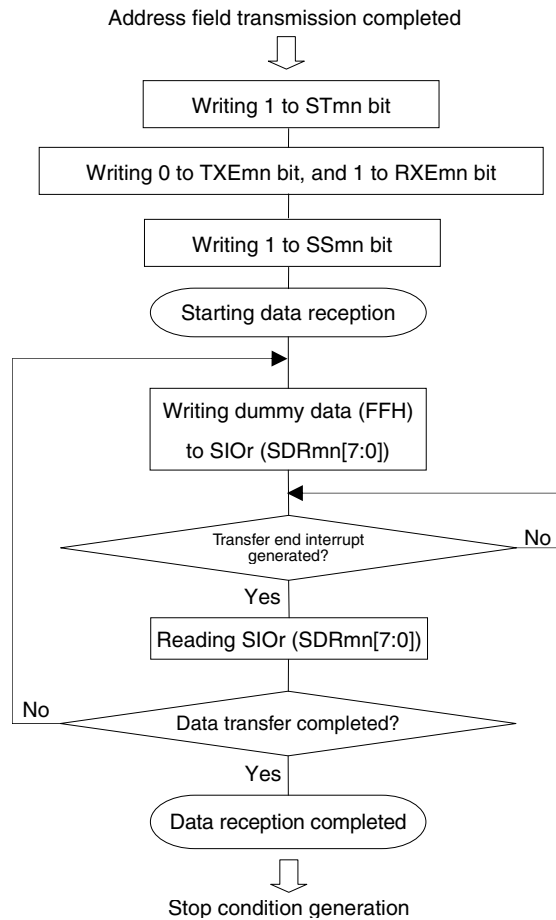 Address field transmission completed
Writing 1 to STmn bit
Writing 0 to TXEmn bit, and 1 to RXEmn bit
Writing 1 to SSmn bit
Starting data reception
Writing dummy data (FFH)
to SIOr (SDRmn[7:0])
Transfer end interrupt
generated?
No
Yes
Reading SIOr (SDRmn[7:0])
No
Data transfer completed?
Yes
Data reception completed
Stop condition generation